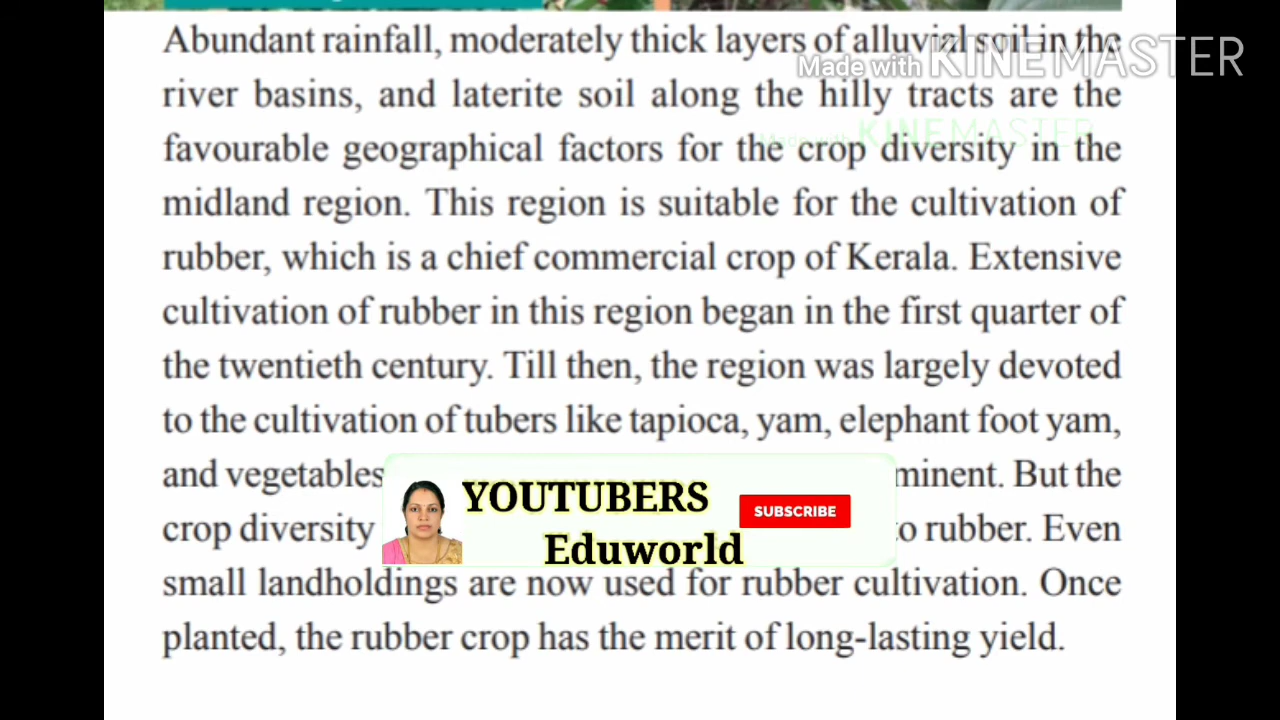 Abundant rainfall, moderately thick layers of alluvial soil in the
Made with KINEMASTER
river basins, and laterite soil along the hilly tracts are the
Made with KINEMASTER
favourable geographical factors for the crop diversity in the
midland region. This region is suitable for the cultivation of
rubber, which is a chief commercial crop of Kerala. Extensive
cultivation of rubber in this region began in the first quarter of
the twentieth century. Till then, the region was largely devoted
to the cultivation of tubers like tapioca, yam, elephant foot yam,
and vegetables minent. But the
YOUTUBERS
SUBSCRIBE
crop diversity to rubber. Even
Eduworld
small landholdings are now used for rubber cultivation. Once
planted, the rubber crop has the merit of long-lasting yield.